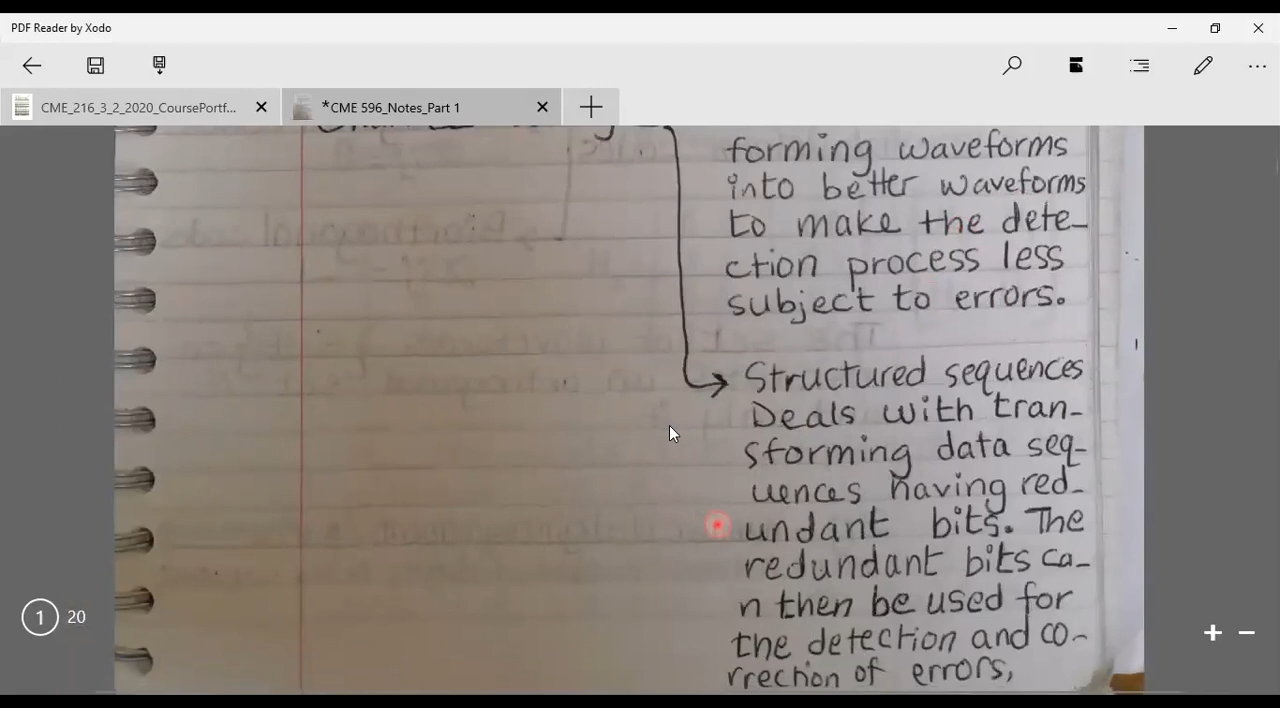 PDF Reader by Xodo
CME_216_3_2_2020_CoursePortf...
*CME 596_Notes_Part 1
forming waveforms
into better waveforms
to make the dete-
ction process less
subject to errors.
Structured sequences
Deals with tran-
sforming data seq-
uences having red-
undant bits. The
redundant bits ca-
n then be used for
the detection and co-
rrection of errors,
1 20